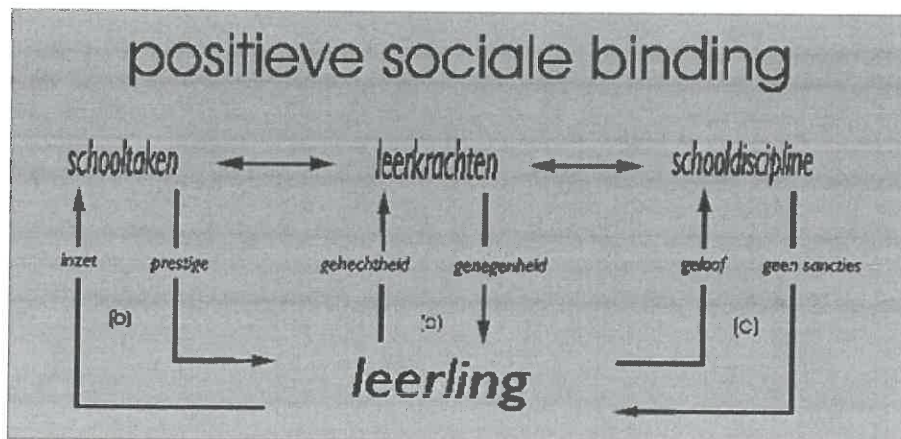 positieve sociale binding
schooltaken leerkrachten schooldiscipline
inzet prestige gehechtheid genegenheid geloof geen sancties
(b) (a) (c)
leerling